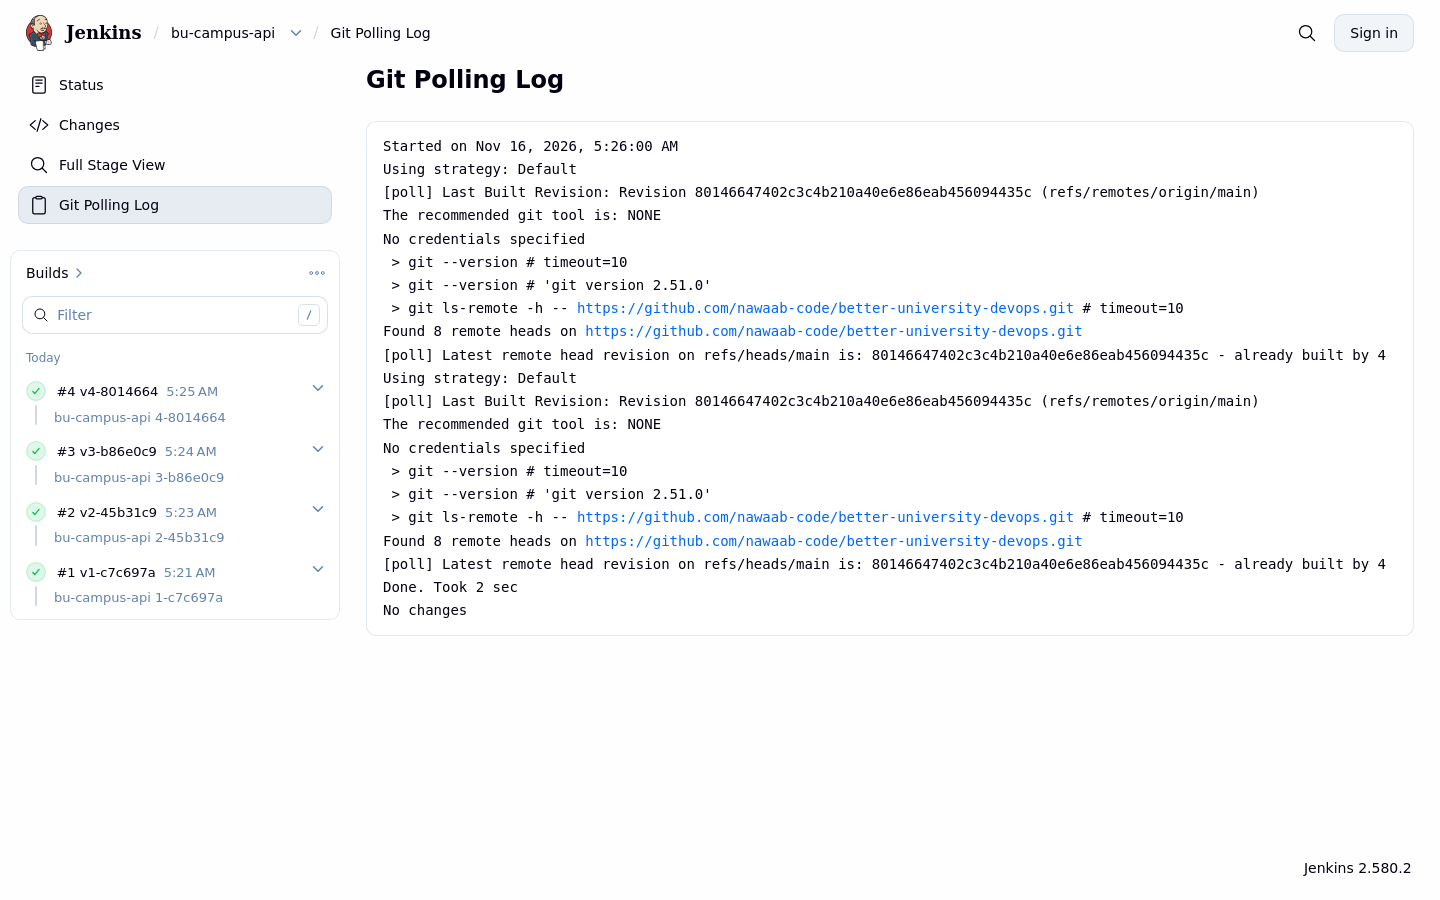 Jenkins / bu-campus-api / Git Polling Log
Sign in
Status
Changes
Full Stage View
Git Polling Log
Builds
Filter /
Today
#4 v4-8014664 5:25 AM
bu-campus-api 4-8014664
#3 v3-b86e0c9 5:24 AM
bu-campus-api 3-b86e0c9
#2 v2-45b31c9 5:23 AM
bu-campus-api 2-45b31c9
#1 v1-c7c697a 5:21 AM
bu-campus-api 1-c7c697a
Git Polling Log
Started on Nov 16, 2026, 5:26:00 AM
Using strategy: Default
[poll] Last Built Revision: Revision 80146647402c3c4b210a40e6e86eab456094435c (refs/remotes/origin/main)
The recommended git tool is: NONE
No credentials specified
 > git --version # timeout=10
 > git --version # 'git version 2.51.0'
 > git ls-remote -h -- https://github.com/nawaab-code/better-university-devops.git # timeout=10
Found 8 remote heads on https://github.com/nawaab-code/better-university-devops.git
[poll] Latest remote head revision on refs/heads/main is: 80146647402c3c4b210a40e6e86eab456094435c - already built by 4
Using strategy: Default
[poll] Last Built Revision: Revision 80146647402c3c4b210a40e6e86eab456094435c (refs/remotes/origin/main)
The recommended git tool is: NONE
No credentials specified
 > git --version # timeout=10
 > git --version # 'git version 2.51.0'
 > git ls-remote -h -- https://github.com/nawaab-code/better-university-devops.git # timeout=10
Found 8 remote heads on https://github.com/nawaab-code/better-university-devops.git
[poll] Latest remote head revision on refs/heads/main is: 80146647402c3c4b210a40e6e86eab456094435c - already built by 4
Done. Took 2 sec
No changes
Jenkins 2.580.2